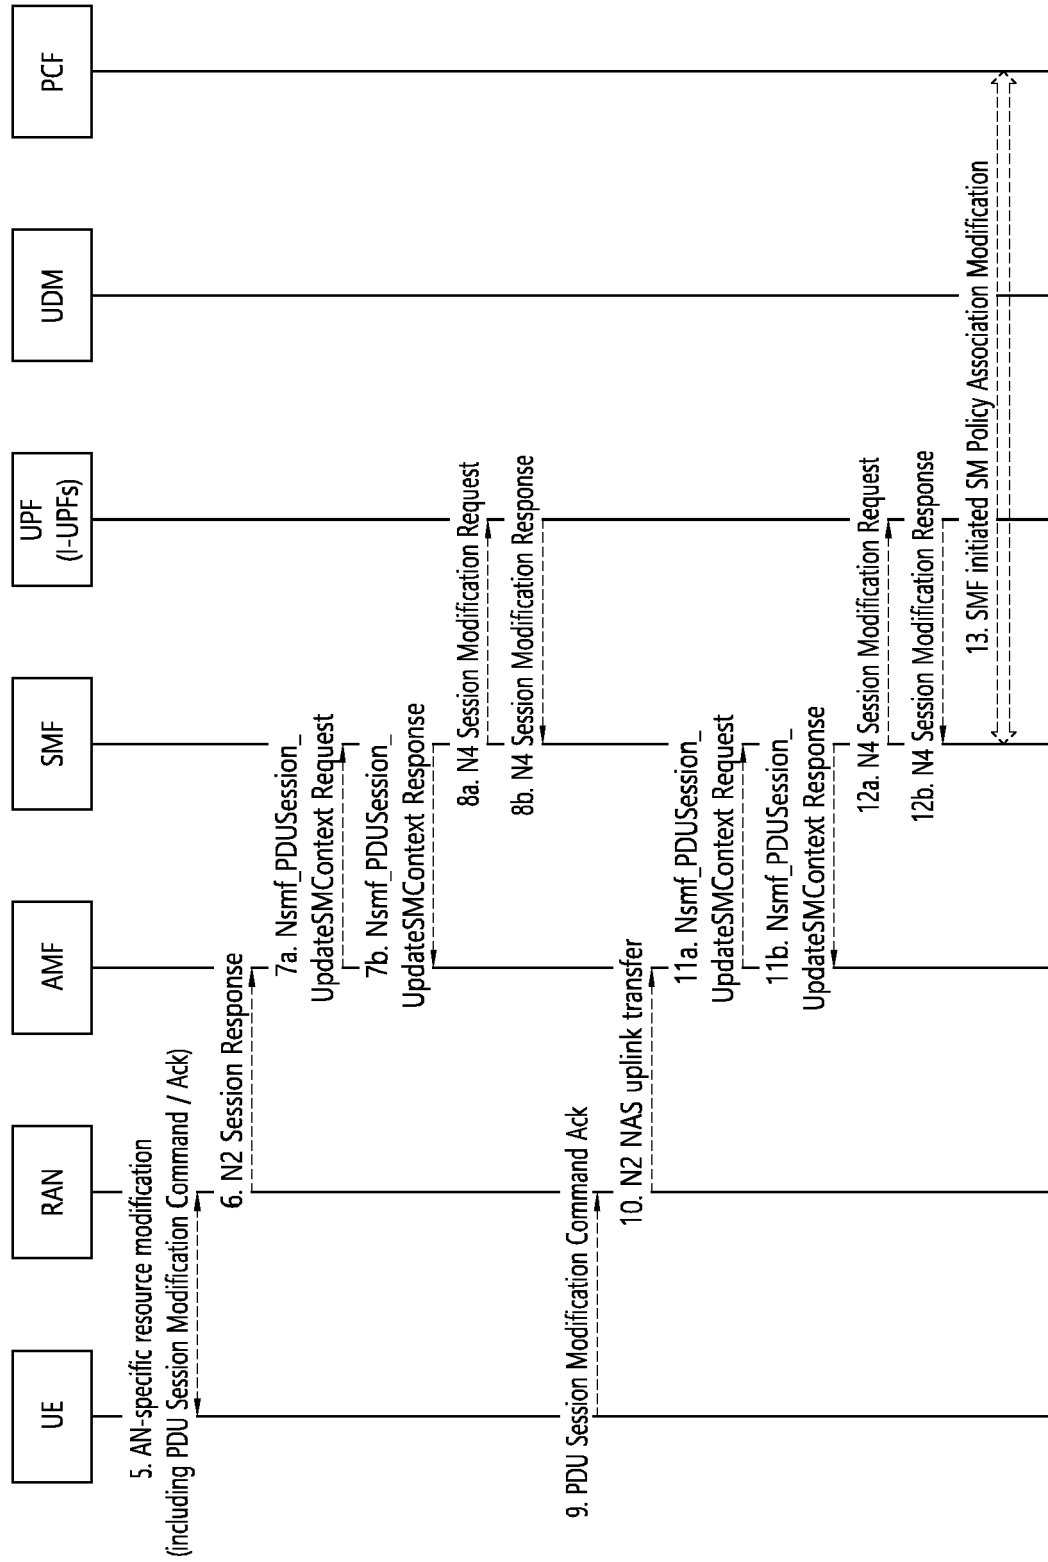 UE
RAN
AMF
SMF
UPF
(I-UPFs)
UDM
PCF
5. AN-specific resource modification
(including PDU Session Modification Command / Ack)
6. N2 Session Response
7a. Nsmf_PDUSession_
UpdateSMContext Request
7b. Nsmf_PDUSession_
UpdateSMContext Response
8a. N4 Session Modification Request
8b. N4 Session Modification Response
9. PDU Session Modification Command Ack
10. N2 NAS uplink transfer
11a. Nsmf_PDUSession_
UpdateSMContext Request
11b. Nsmf_PDUSession_
UpdateSMContext Response
12a. N4 Session Modification Request
12b. N4 Session Modification Response
13. SMF initiated SM Policy Association Modification